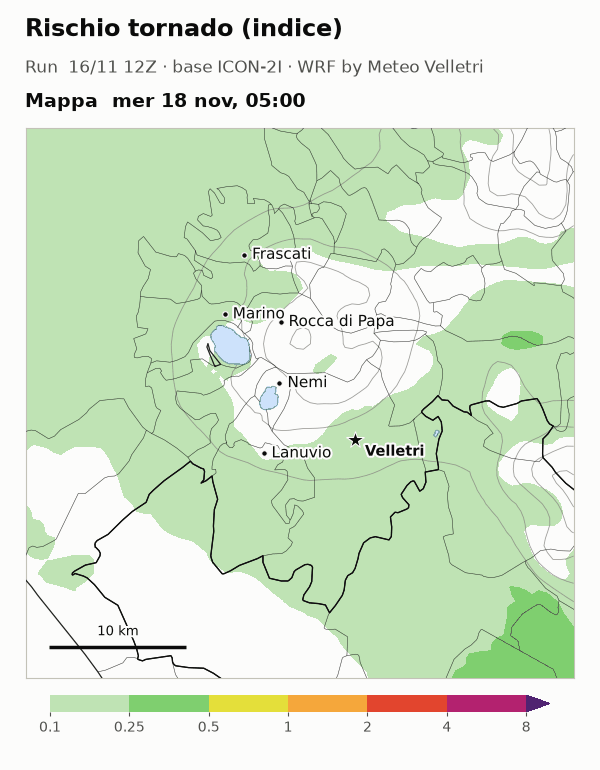 Rischio tornado (indice)
Run 16/11 12Z · base ICON-2I · WRF by Meteo Velletri
Mappa mer 18 nov, 05:00
Frascati
Marino
Rocca di Papa
Nemi
Velletri
Lanuvio
10 km
0.1 0.25 0.5 1 2 4 8